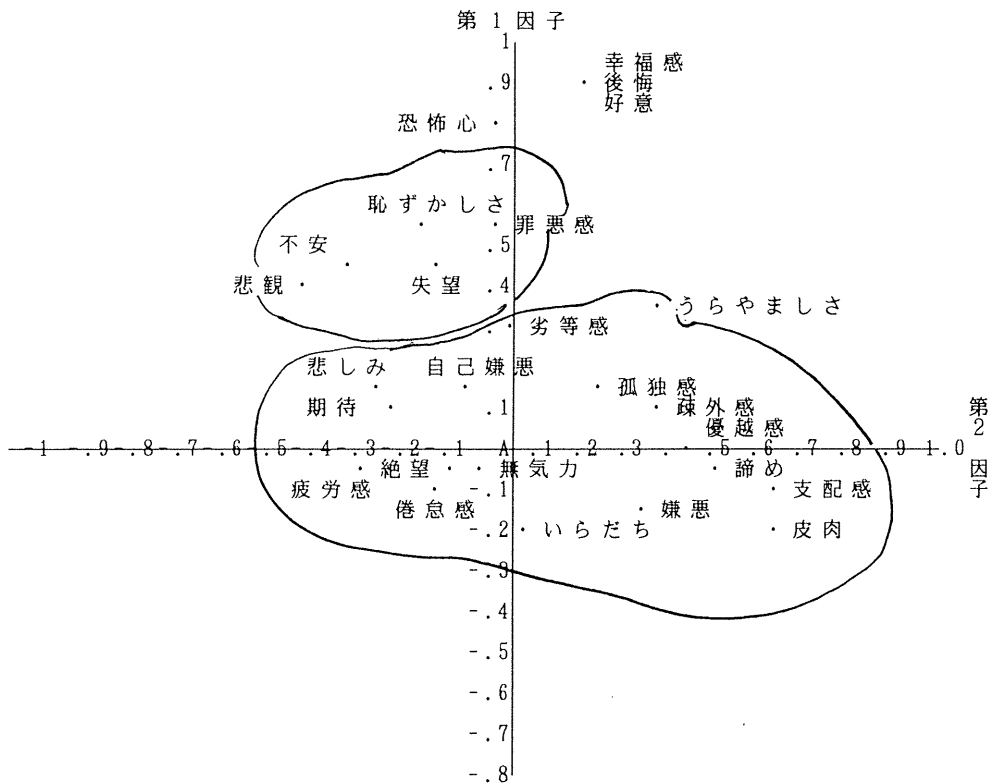 第1因子
1
幸福感
.9
後悔
好意
恐怖心
.7
恥ずかしさ
罪悪感
不安
.5
悲観
失望
.4
うらやましさ
劣等感
悲しみ
自己嫌悪
孤独感
期待
.1
疎外感
優越感
第2因子
-1 .9 .8 .7 .6 .5 .4 .3 .2 .1 A .1 .2 .3 .5 .6 .7 .8 .9 1.0
絶望
無気力
諦め
疲労感
-.1
支配感
倦怠感
嫌悪
-.2
いらだち
皮肉
-.3
-.4
-.5
-.6
-.7
-.8